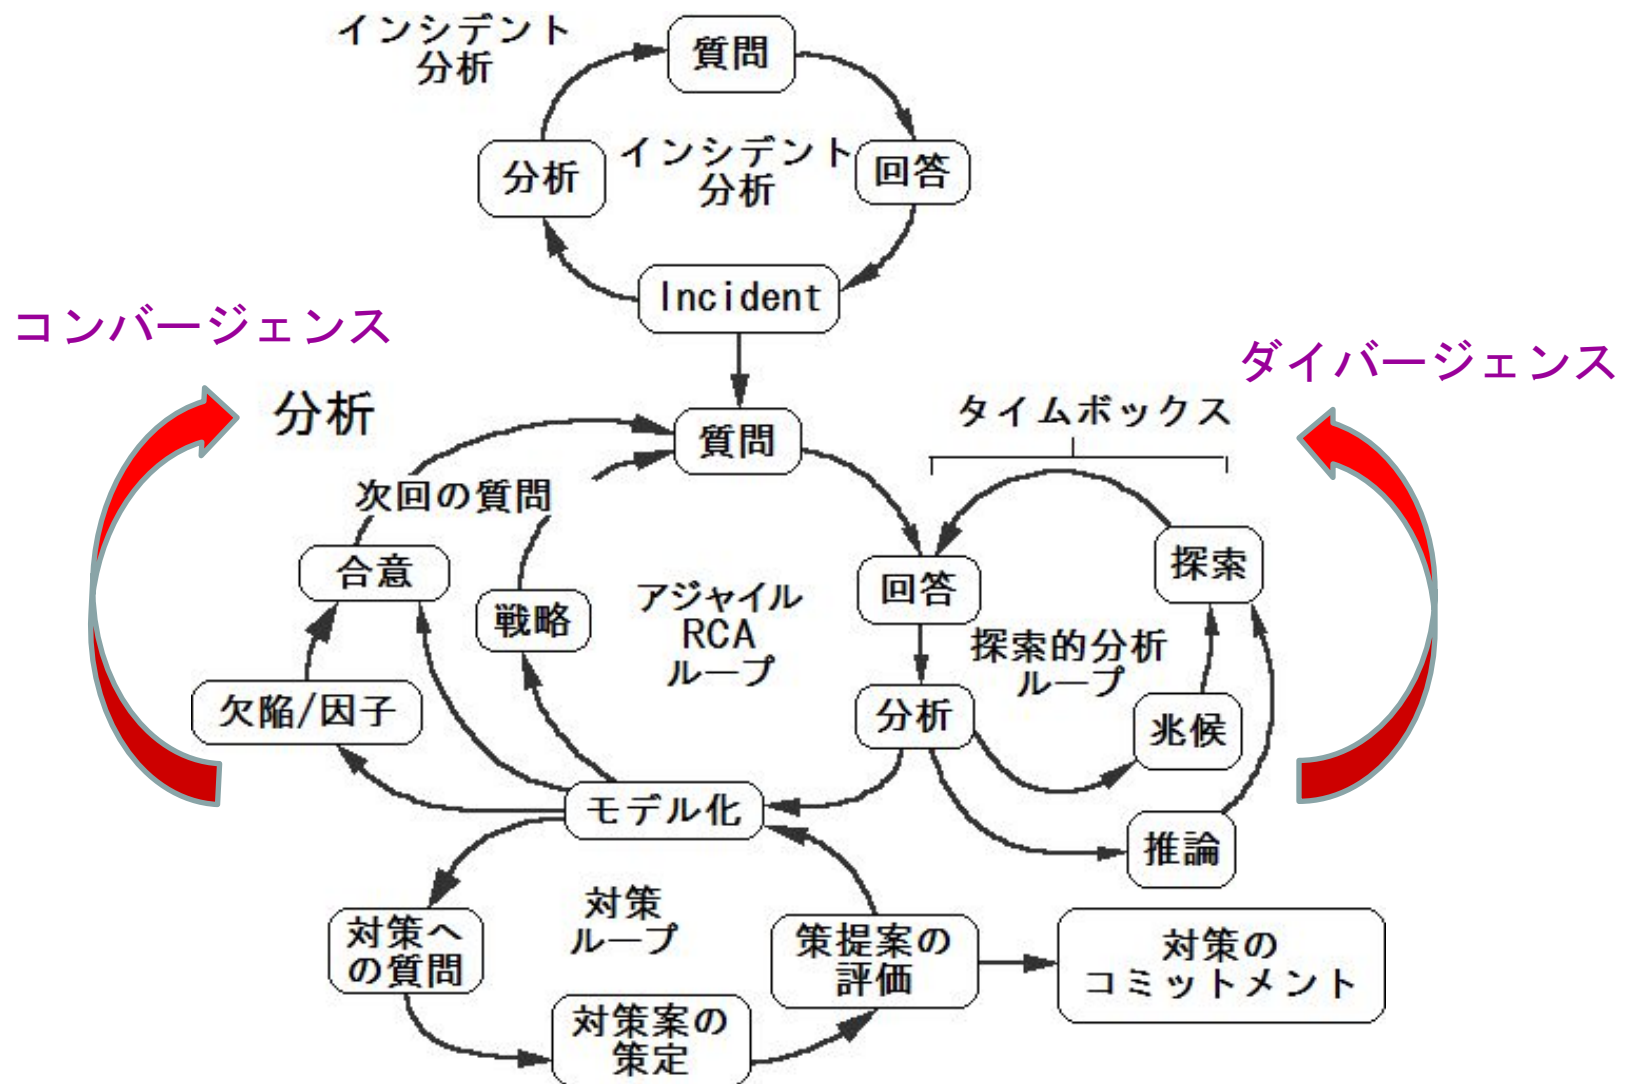 インシデント
分析
質問
分析
インシデント
分析
回答
Incident
コンバージェンス
ダイバージェンス
分析
タイムボックス
質問
次回の質問
合意
戦略
アジャイル
RCA
ループ
回答
探索
探索的分析
ループ
欠陥/因子
分析
兆候
モデル化
推論
対策
ループ
対策へ
の質問
策提案の
評価
対策の
コミットメント
対策案の
策定